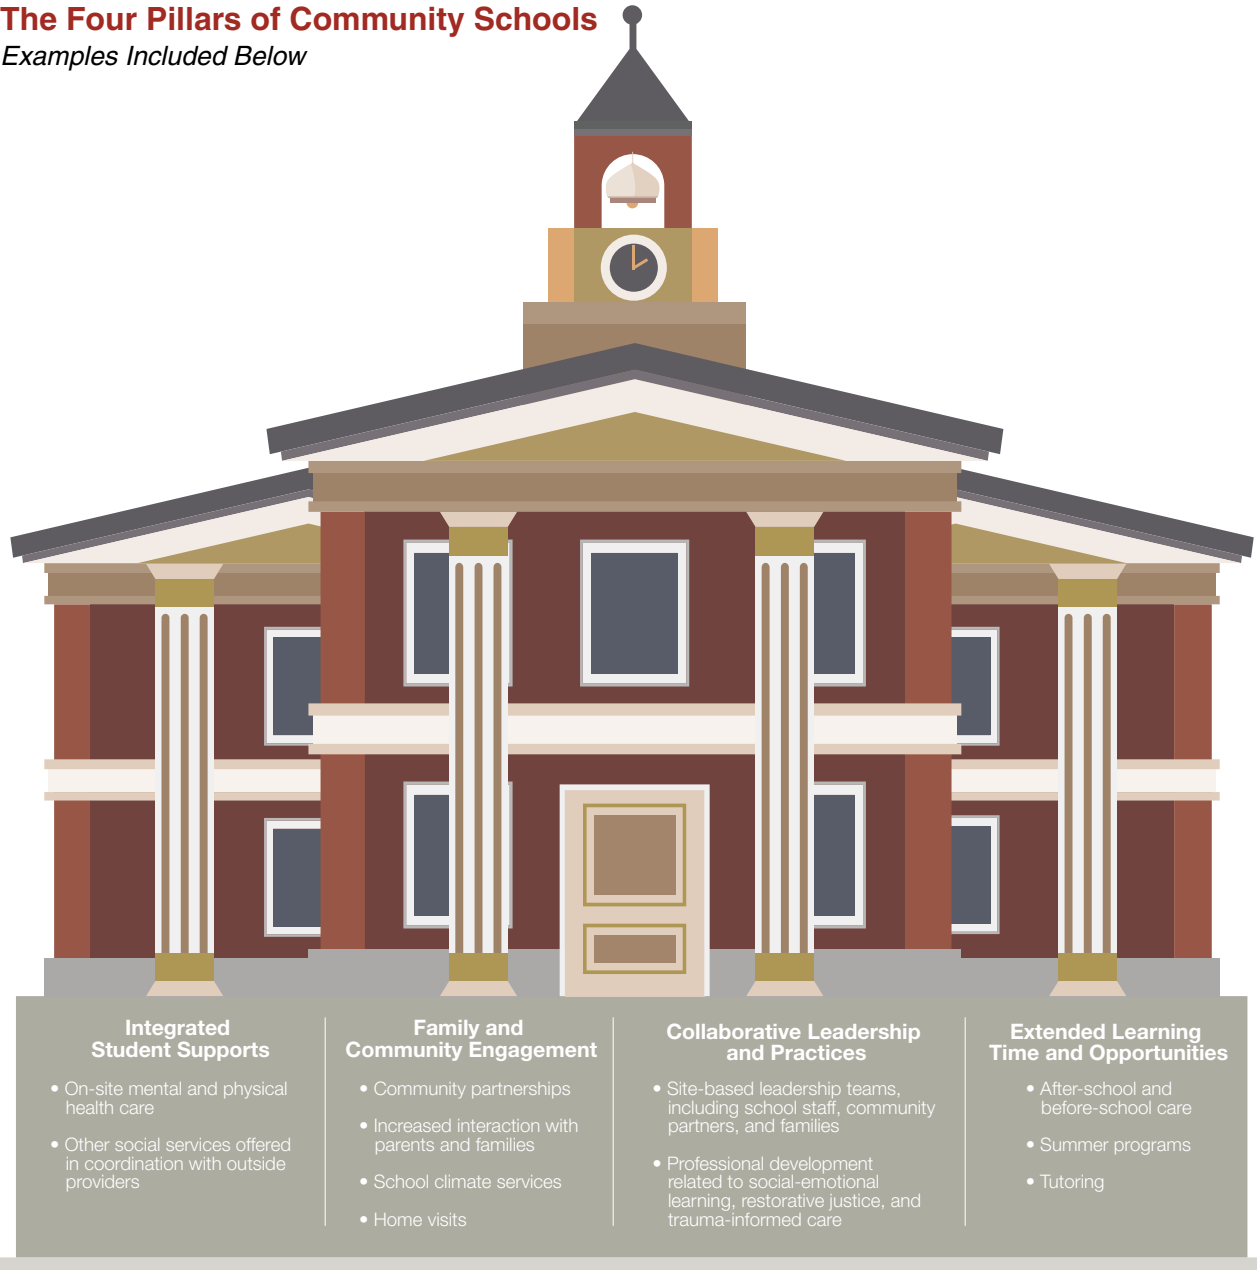 The Four Pillars of Community Schools
Examples Included Below
Integrated
Student Supports
• On-site mental and physical
health care
• Other social services offered
in coordination with outside
providers
Family and
Community Engagement
• Community partnerships
• Increased interaction with
parents and families
• School climate services
• Home visits
Collaborative Leadership
and Practices
• Site-based leadership teams,
including school staff, community
partners, and families
• Professional development
related to social-emotional
learning, restorative justice, and
trauma-informed care
Extended Learning
Time and Opportunities
• After-school and
before-school care
• Summer programs
• Tutoring